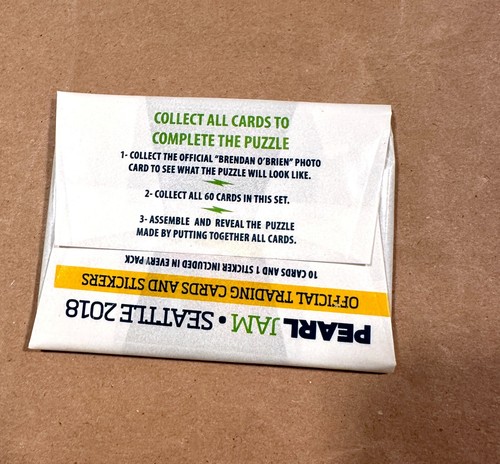 COLLECT ALL CARDS TO
COMPLETE THE PUZZLE
1- COLLECT THE OFFICIAL "BRENDAN O'BRIEN" PHOTO
CARD TO SEE WHAT THE PUZZLE WILL LOOK LIKE.
2- COLLECT ALL 60 CARDS IN THIS SET.
3- ASSEMBLE AND REVEAL THE PUZZLE
MADE BY PUTTING TOGETHER ALL CARDS.
PEARL JAM • SEATTLE 2018
OFFICIAL TRADING CARDS AND STICKERS
10 CARDS AND 1 STICKER INCLUDED IN EVERY PACK